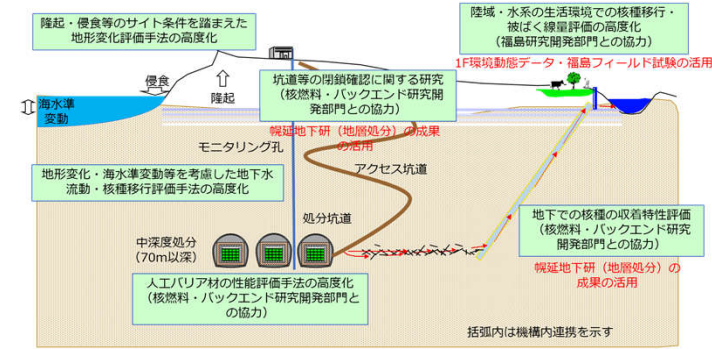 隆起・侵食等のサイト条件を踏まえた
地形変化評価手法の高度化
陸域・水系の生活環境での核種移行・
被ばく線量評価の高度化
(福島研究開発部門との協力)
1F環境動態データ・福島フィールド試験の活用
侵食
隆起
海水準
変動
坑道等の閉鎖確認に関する研究
(核燃料・バックエンド研究開
発部門との協力)
幌延地下研(地層処分)の成果
の活用
モニタリング孔
アクセス坑道
地形変化・海水準変動等を考慮した地下水
流動・核種移行評価手法の高度化
処分坑道
地下での核種の収着特性評価
(核燃料・バックエンド研究
開発部門との協力)
幌延地下研(地層処分)の
成果の活用
中深度処分
(70m以深)
人工バリア材の性能評価手法の高度化
(核燃料・バックエンド研究開発部門と
の協力)
括弧内は機構内連携を示す